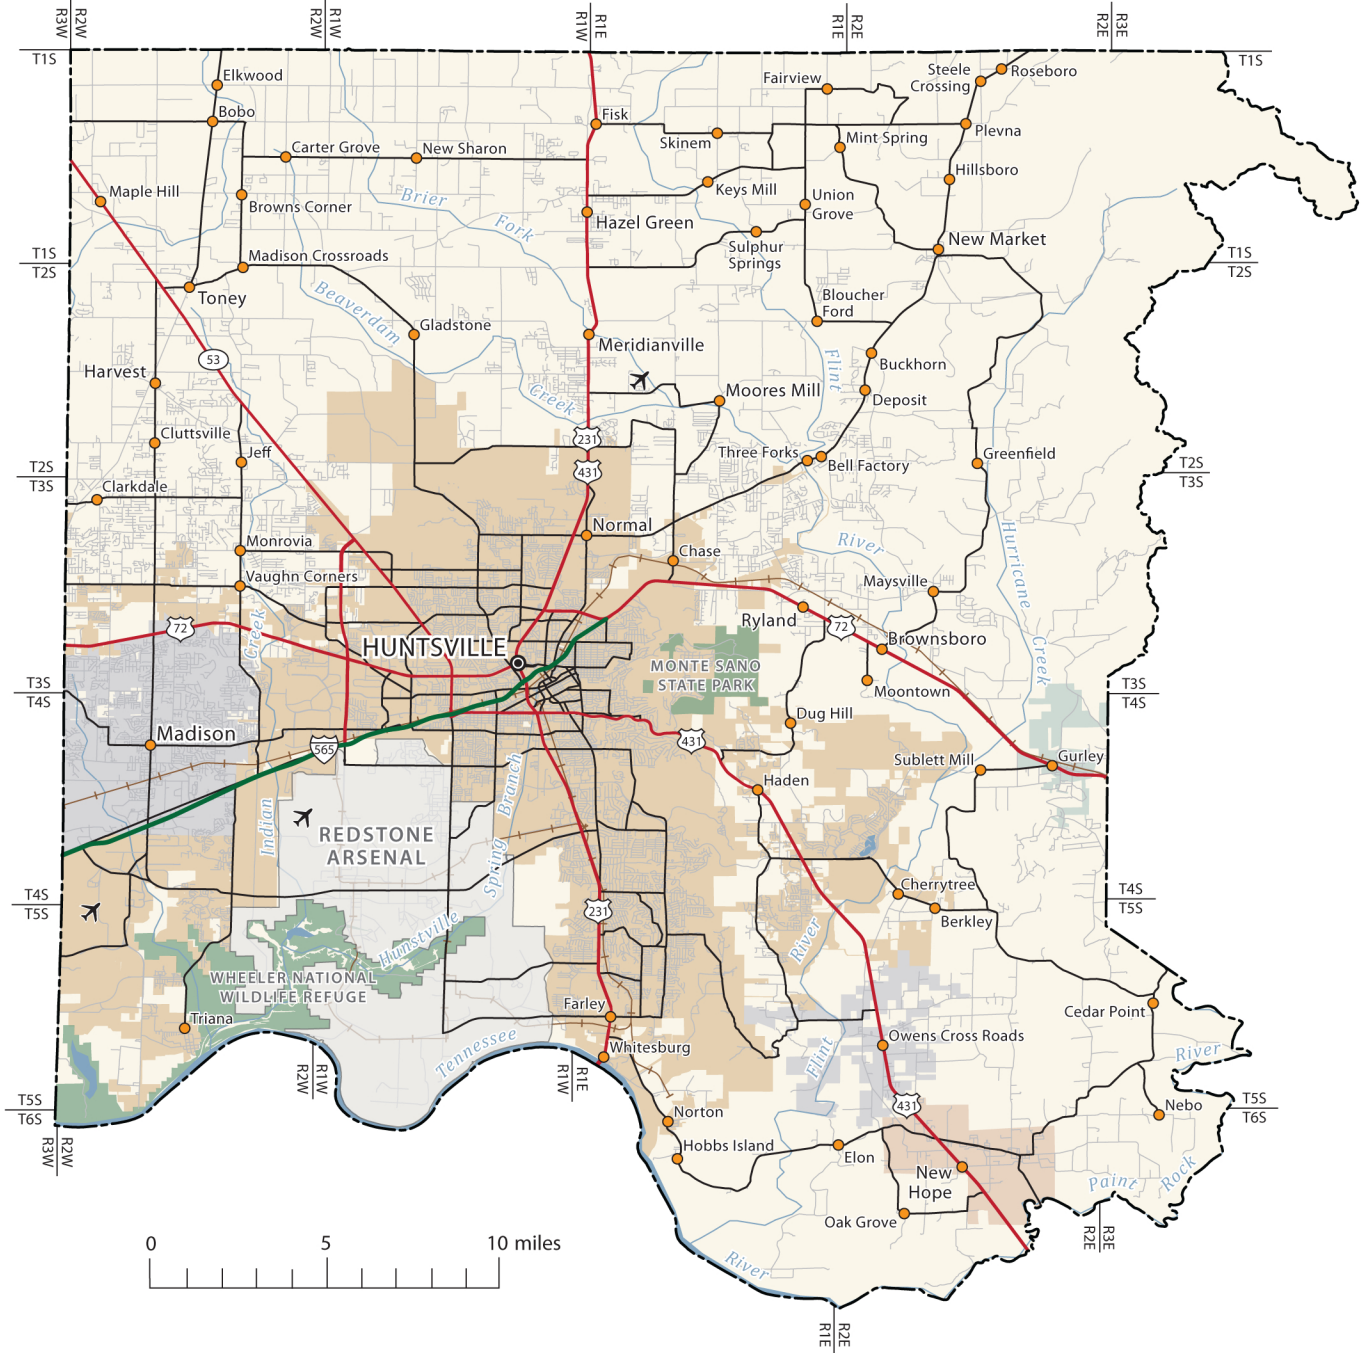 R3W
R2W
R2W
R1W
R1W
R1E
R1E
R2E
R2E
R3E
T1S
T1S
Elkwood
Bobo
Fisk
Fairview
Steele
Crossing
Roseboro
Plevna
Skinem
Mint Spring
Carter Grove
New Sharon
Hillsboro
Maple Hill
Browns Corner
Brier
Fork
Keys Mill
Union
Grove
Hazel Green
Sulphur
Springs
New Market
T1S
T2S
T1S
T2S
Madison Crossroads
Toney
Beaverdam
Creek
Gladstone
Bloucher
Ford
Meridianville
Flint
Buckhorn
53
Harvest
Moores Mill
Deposit
Cluttsville
Jeff
231
431
Three Forks
Bell Factory
Greenfield
T2S
T3S
T2S
T3S
Clarkdale
Normal
Monrovia
Chase
River
Hurricane
Creek
Vaughn Corners
Maysville
72
Creek
Ryland
72
Brownsboro
HUNTSVILLE
MONTE SANO
STATE PARK
Moontown
T3S
T4S
T3S
T4S
Madison
565
Dug Hill
431
Sublett Mill
Gurley
Haden
Indian
REDSTONE
ARSENAL
Spring
Branch
T4S
T5S
T4S
T5S
Cherrytree
Berkley
231
Hunstville
River
WHEELER NATIONAL
WILDLIFE REFUGE
Triana
Farley
Cedar Point
Whitesburg
Tennessee
Owens Cross Roads
Flint
River
R2W
R1W
R1W
R1E
T5S
T6S
T5S
T6S
431
Norton
Nebo
Hobbs Island
Elon
New
Hope
Paint
Rock
R3W
R2W
Oak Grove
R2E
R3E
River
0
5
10 miles
R1E
R2E